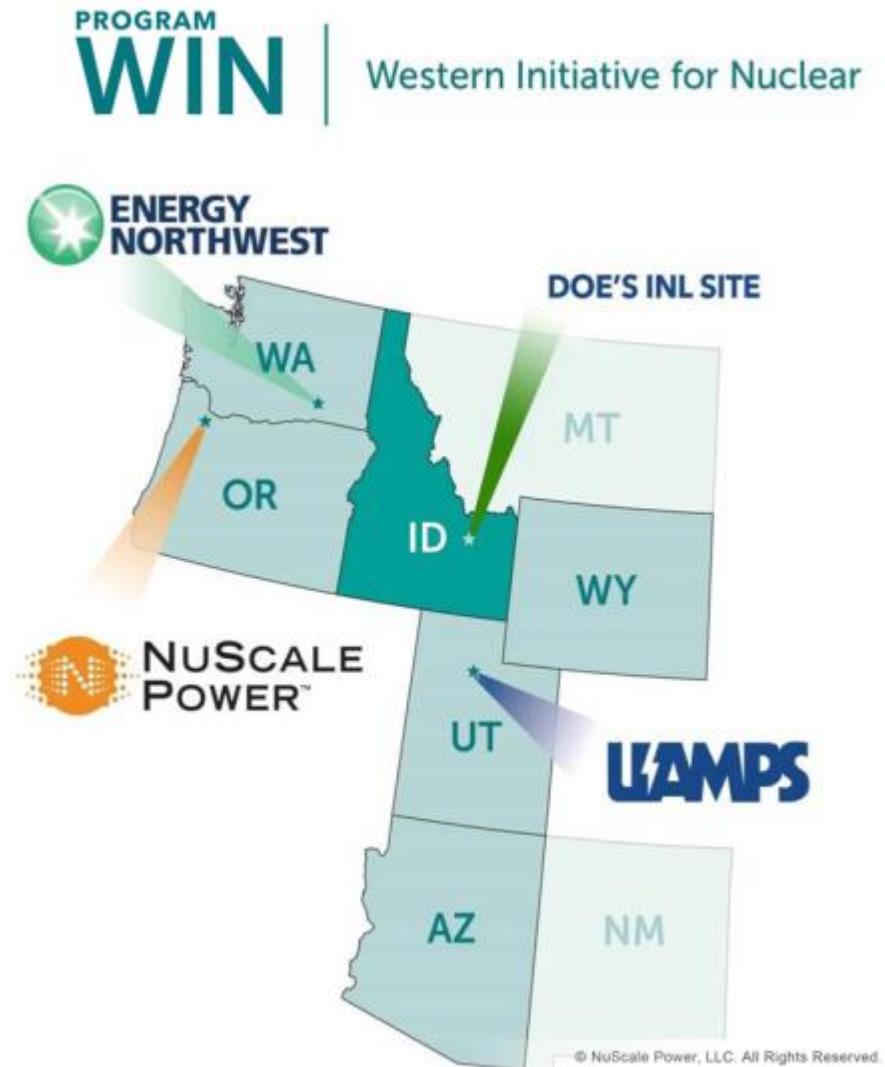 PROGRAM
WIN
Western Initiative for Nuclear
ENERGY
NORTHWEST
DOE'S INL SITE
WA
MT
OR
ID
WY
N
NUSCALE
POWER™
UT
UAMPS
AZ
NM
© NuScale Power, LLC. All Rights Reserved.